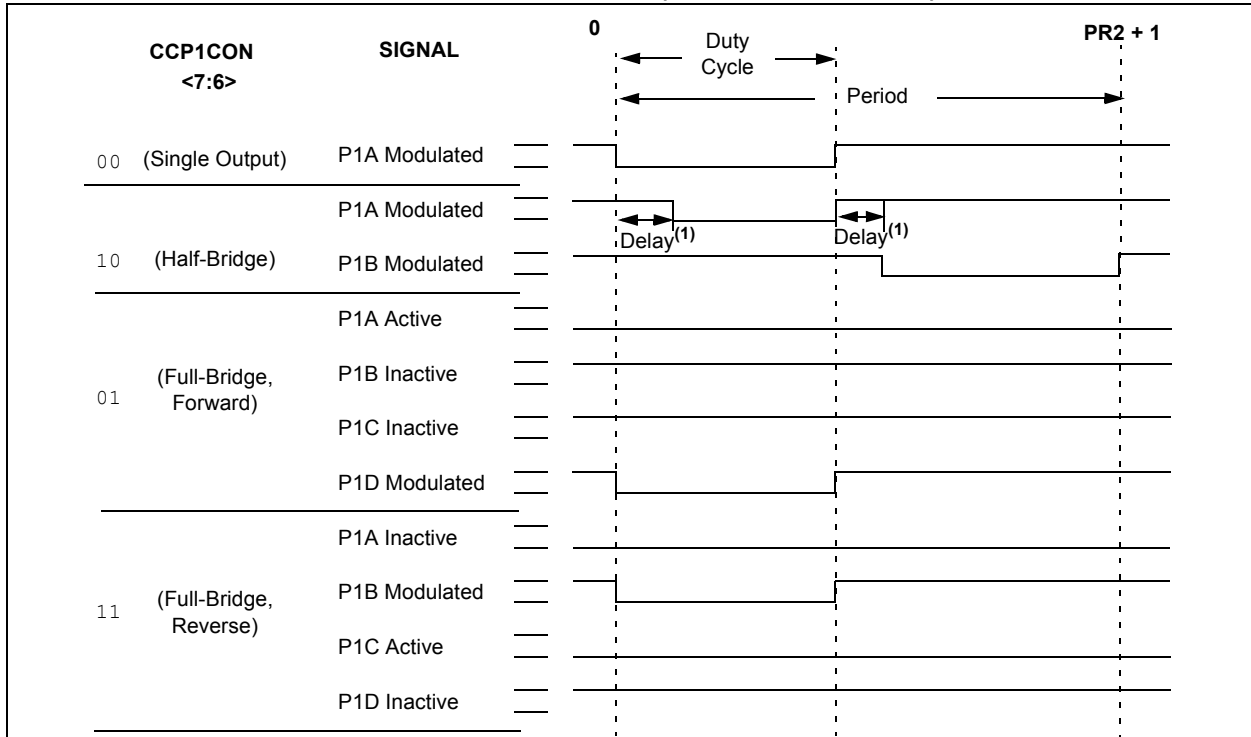 0
PR2 + 1
CCP1CON
<7:6>
SIGNAL
Duty
Cycle
Period
00 (Single Output) P1A Modulated
P1A Modulated
Delay(1)
Delay(1)
10 (Half-Bridge) P1B Modulated
P1A Active
P1B Inactive
01 (Full-Bridge,
Forward)
P1C Inactive
P1D Modulated
P1A Inactive
P1B Modulated
11 (Full-Bridge,
Reverse)
P1C Active
P1D Inactive